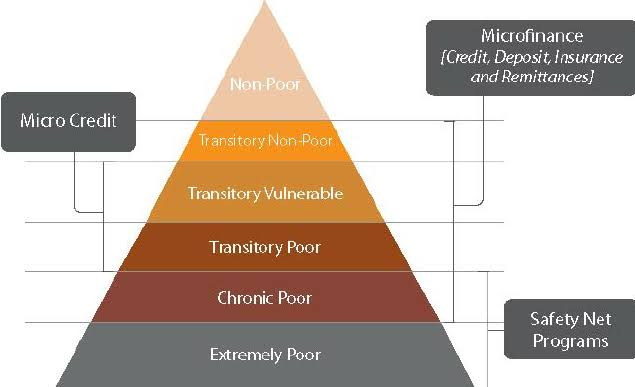 Non-Poor
Microfinance
[Credit, Deposit, Insurance
and Remittances]
Micro Credit
Transitory Non-Poor
Transitory Vulnerable
Transitory Poor
Chronic Poor
Safety Net
Programs
Extremely Poor